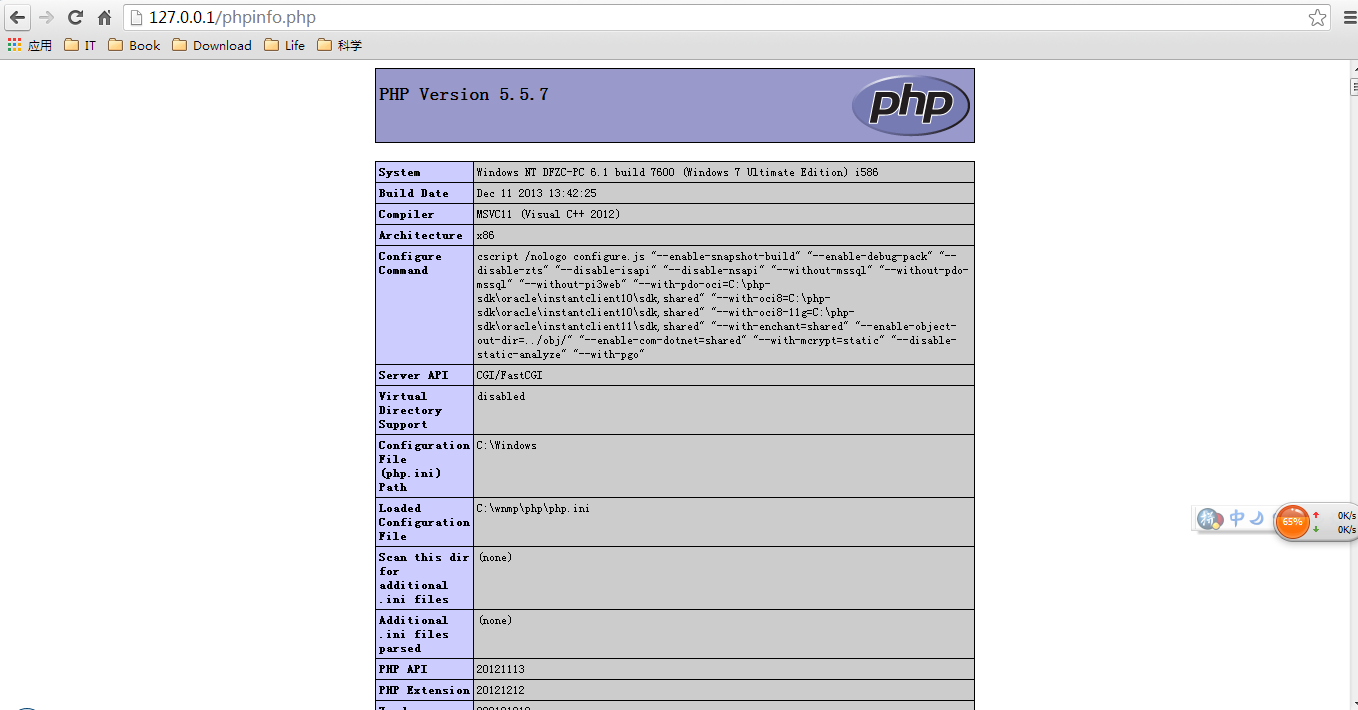 127.0.0.1/phpinfo.php
应用 IT Book Download Life 科学
PHP Version 5.5.7
php
System Windows NT DFZC-PC 6.1 build 7600 (Windows 7 Ultimate Edition) i586
Build Date Dec 11 2013 13:42:25
Compiler MSVC11 (Visual C++ 2012)
Architecture x86
Configure
Command
cscript /nologo configure.js "--enable-snapshot-build" "--enable-debug-pack" "--
disable-zts" "--disable-isapi" "--disable-nsapi" "--without-mssql" "--without-pdo-
mssql" "--without-pi3web" "--with-pdo-oci=C:\php-
sdk\oracle\instantclient10\sdk,shared" "--with-oci8=C:\php-
sdk\oracle\instantclient10\sdk,shared" "--with-oci8-11g=C:\php-
sdk\oracle\instantclient11\sdk,shared" "--with-enchant=shared" "--enable-object-
out-dir=../obj/" "--enable-com-dotnet=shared" "--with-mcrypt=static" "--disable-
static-analyze" "--with-pgo"
Server API CGI/FastCGI
Virtual
Directory
Support
disabled
Configuration
File
(php.ini)
Path
C:\Windows
Loaded
Configuration
File
C:\wnmp\php\php.ini
Scan this dir
for
additional
.ini files
(none)
Additional
.ini files
parsed
(none)
PHP API 20121113
PHP Extension 20121212
拼 中
65%
0K/s
0K/s